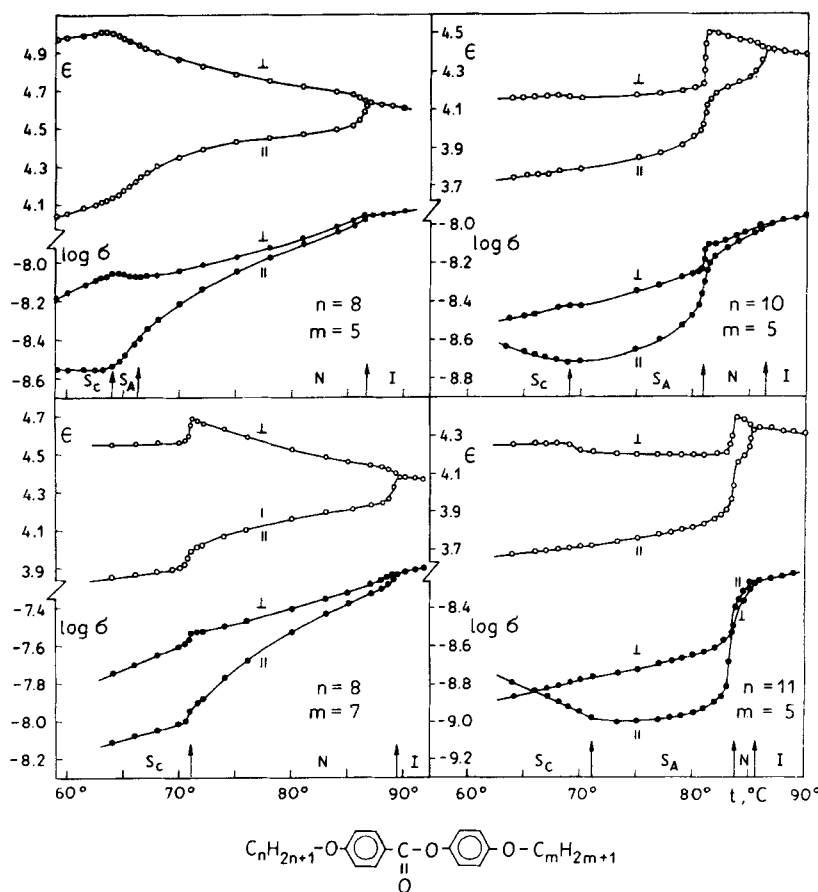 4.9
4.7
4.5
4.3
4.1
ϵ
⊥
||
-8.0
-8.2
-8.4
-8.6
log σ
⊥
||
n = 8
m = 5
S_C S_A N I
4.5
4.3
4.1
3.9
3.7
ϵ
⊥
||
-8.0
-8.2
-8.4
-8.6
-8.8
log σ
⊥
||
n = 10
m = 5
S_C S_A N I
4.7
4.5
4.3
4.1
3.9
ϵ
⊥
||
-7.4
-7.6
-7.8
-8.0
-8.2
log σ
⊥
||
n = 8
m = 7
S_C N I
60° 70° 80° 90°
4.3
4.1
3.9
3.7
ϵ
⊥
||
-8.4
-8.6
-8.8
-9.0
-9.2
log σ
||
⊥
⊥
||
n = 11
m = 5
S_C S_A N I
60° 70° 80° t, °C 90°
C_nH_{2n+1}-O- -C-O- -O-C_mH_{2m+1}
||
O